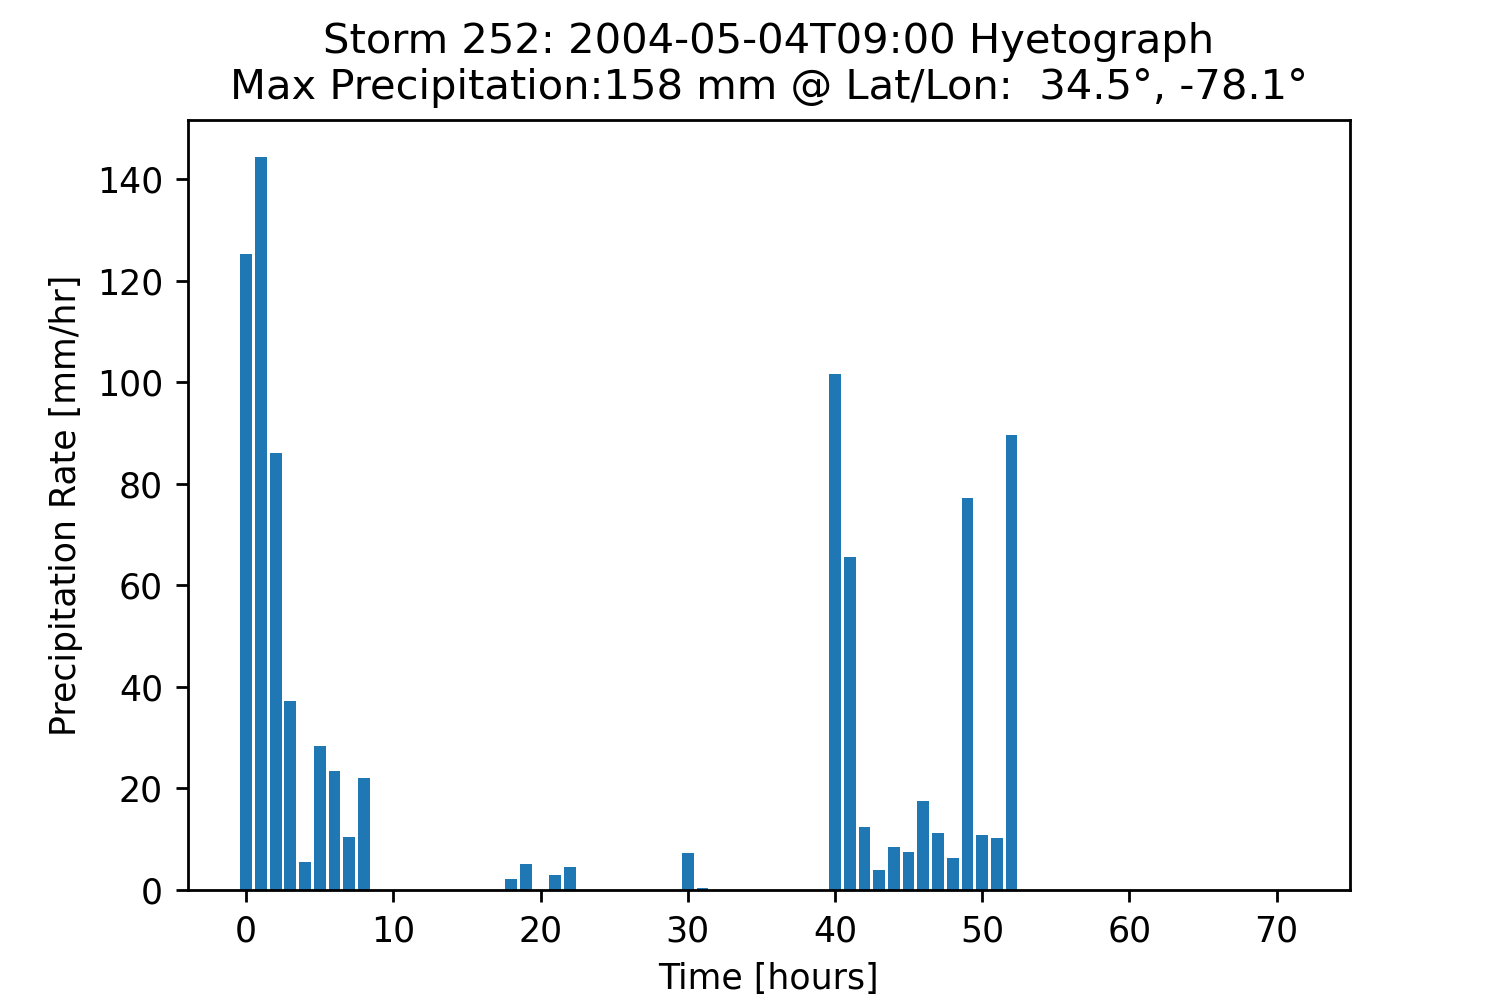 Storm 252: 2004-05-04T09:00 Hyetograph
Max Precipitation:158 mm @ Lat/Lon:  34.5°, -78.1°
Precipitation Rate [mm/hr]
140
120
100
80
60
40
20
0
0 10 20 30 40 50 60 70
Time [hours]